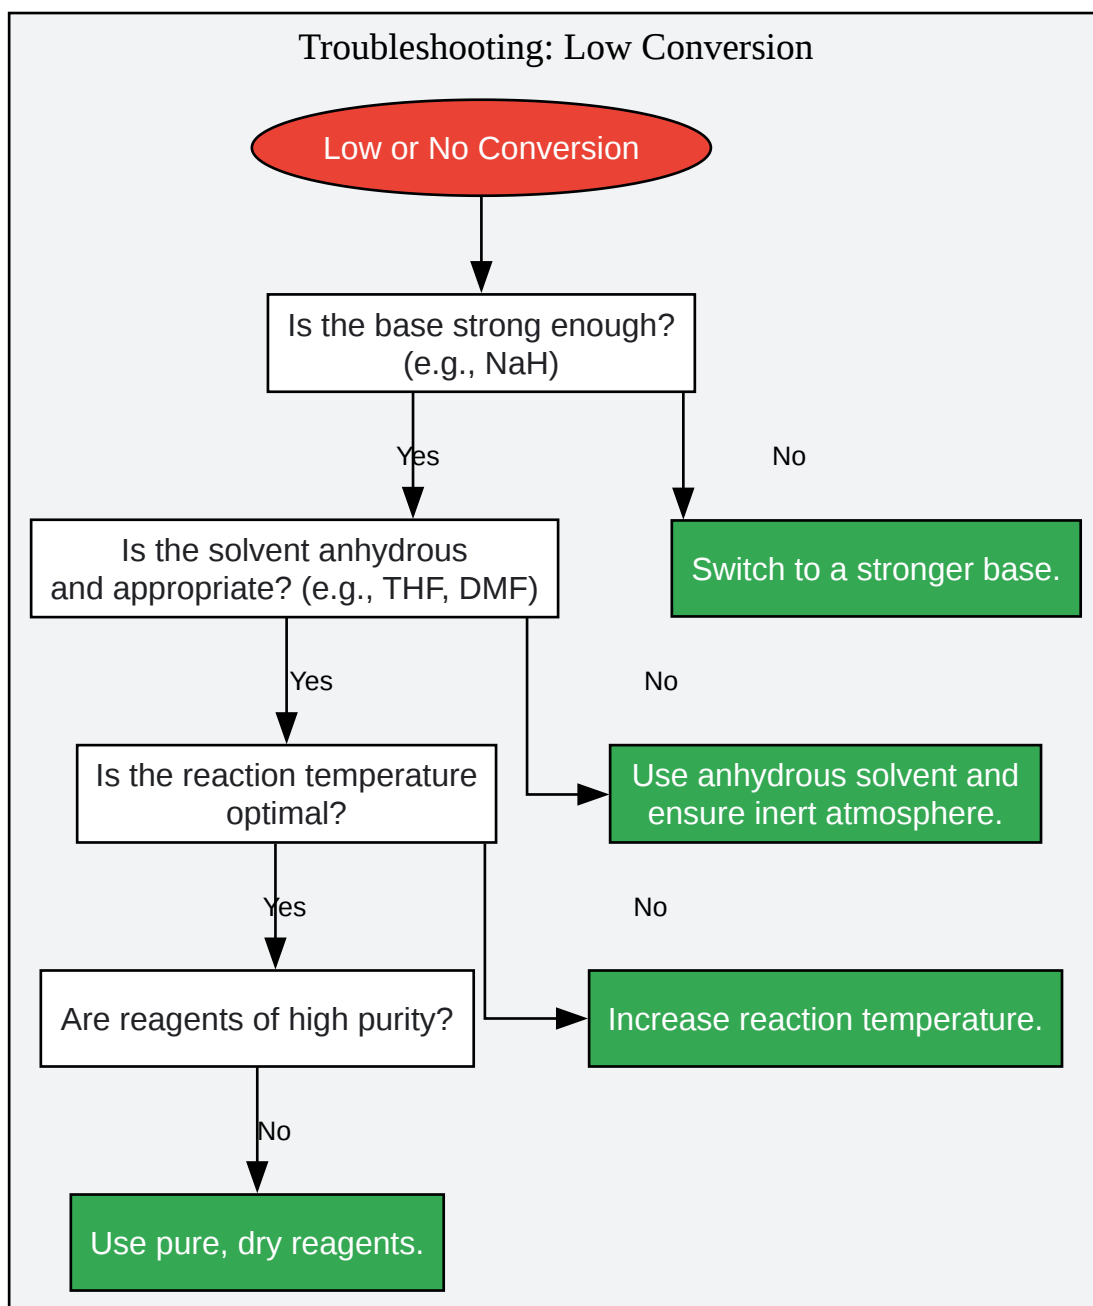 Troubleshooting: Low Conversion
Low or No Conversion
Is the base strong enough?
(e.g., NaH)
Yes
No
Is the solvent anhydrous
and appropriate? (e.g., THF, DMF)
Switch to a stronger base.
Yes
No
Is the reaction temperature
optimal?
Use anhydrous solvent and
ensure inert atmosphere.
Yes
No
Are reagents of high purity?
Increase reaction temperature.
No
Use pure, dry reagents.